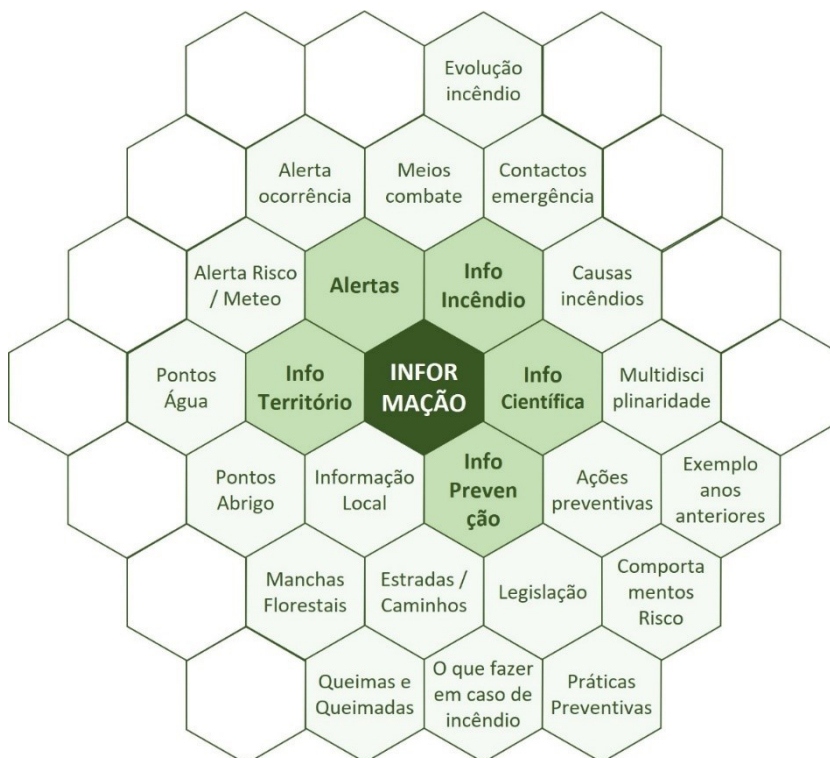 Evolução
incêndio
Alerta
ocorrência
Meios
combate
Contactos
emergência
Alerta Risco
/ Meteo
Alertas
Info
Incêndio
Causas
incêndios
Pontos
Água
Info
Território
INFOR
MAÇÃO
Info
Científica
Multidisci
plinaridade
Pontos
Abrigo
Informação
Local
Info
Preven
ção
Ações
preventivas
Exemplo
anos
anteriores
Manchas
Florestais
Estradas /
Caminhos
Legislação
Comporta
mentos
Risco
Queimas e
Queimadas
O que fazer
em caso de
incêndio
Práticas
Preventivas